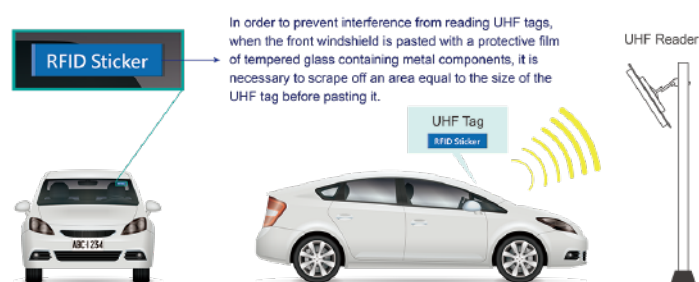 In order to prevent interference from reading UHF tags,
when the front windshield is pasted with a protective film
of tempered glass containing metal components, it is
necessary to scrape off an area equal to the size of the
UHF tag before pasting it.
RFID Sticker
UHF Reader
UHF Tag
RFID Sticker
ABC-1234